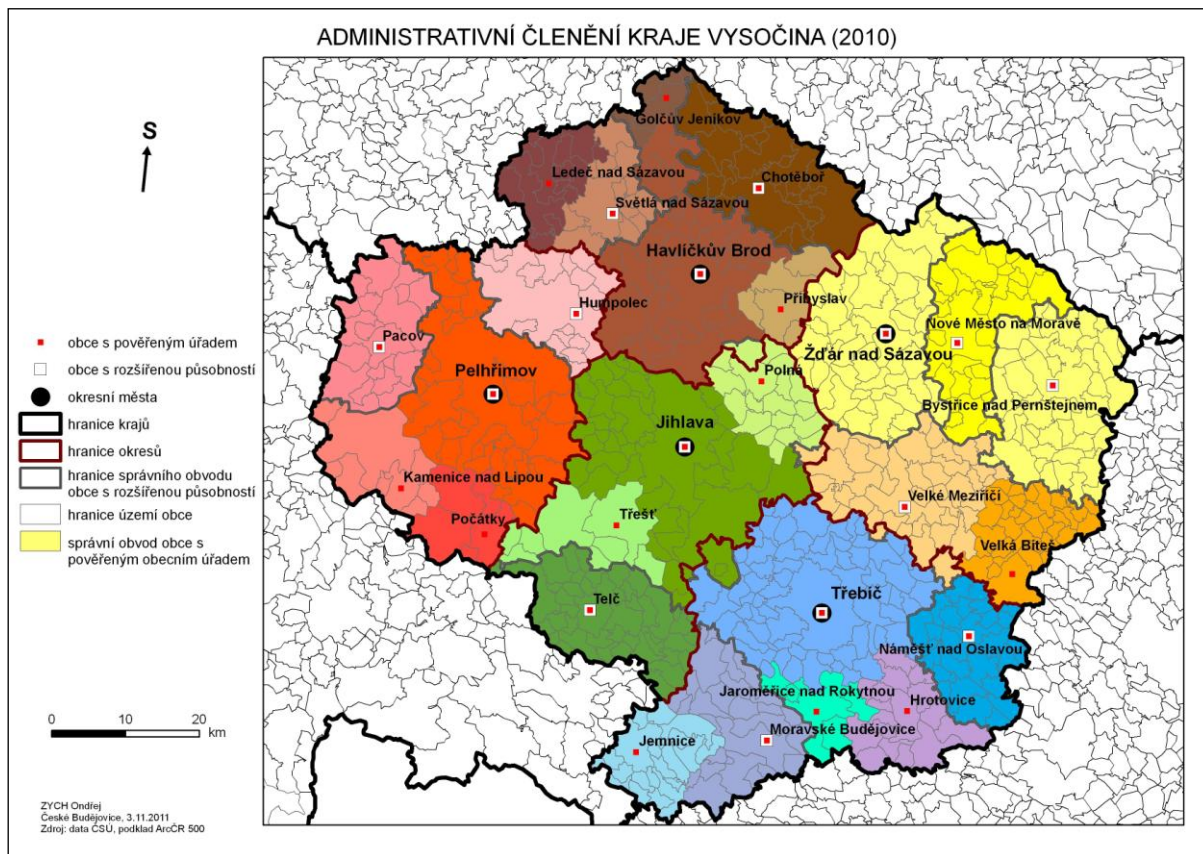 ADMINISTRATIVNÍ ČLENĚNÍ KRAJE VYSOČINA (2010)
S
Golčův Jeníkov
Ledeč nad Sázavou
Chotěboř
Světlá nad Sázavou
Havlíčkův Brod
Humpolec
Přibyslav
Nové Město na Moravě
Pacov
Žďár nad Sázavou
Pelhřimov
Polná
Bystřice nad Pernštejnem
Jihlava
Kamenice nad Lipou
Velké Meziříčí
Počátky
Třešť
Velká Bíteš
Telč
Třebíč
Náměšť nad Oslavou
Jaroměřice nad Rokytnou
Hrotovice
Moravské Budějovice
Jemnice
obce s pověřeným úřadem
obce s rozšířenou působností
okresní města
hranice krajů
hranice okresů
hranice správního obvodu
obce s rozšířenou působností
hranice území obce
správní obvod obce s
pověřeným obecním úřadem
0 10 20
km
ZYCH Ondřej
České Budějovice, 3.11.2011
Zdroj: data ČSÚ, podklad ArcČR 500